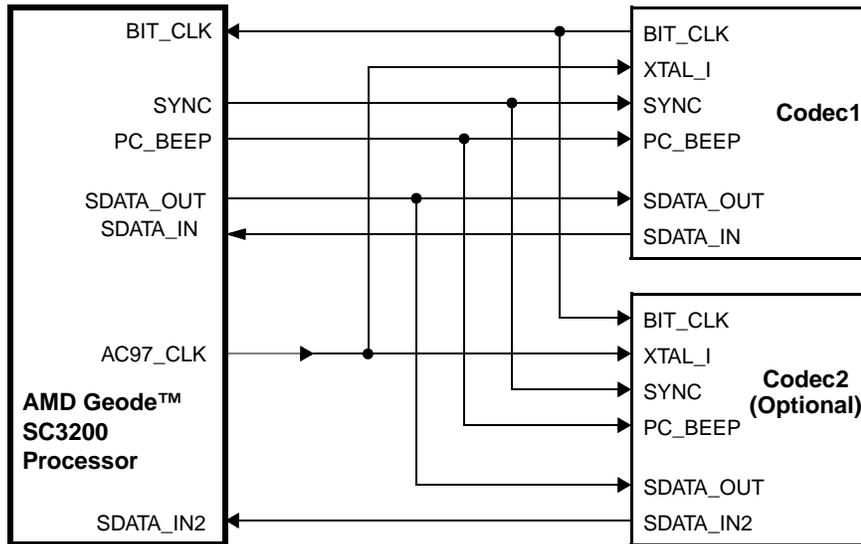 BIT_CLK
SYNC
PC_BEEP
SDATA_OUT
SDATA_IN
AC97_CLK
AMD Geode™
SC3200
Processor
SDATA_IN2
BIT_CLK
XTAL_I
SYNC
PC_BEEP
SDATA_OUT
SDATA_IN
Codec1
BIT_CLK
XTAL_I
SYNC
PC_BEEP
SDATA_OUT
SDATA_IN2
Codec2
(Optional)